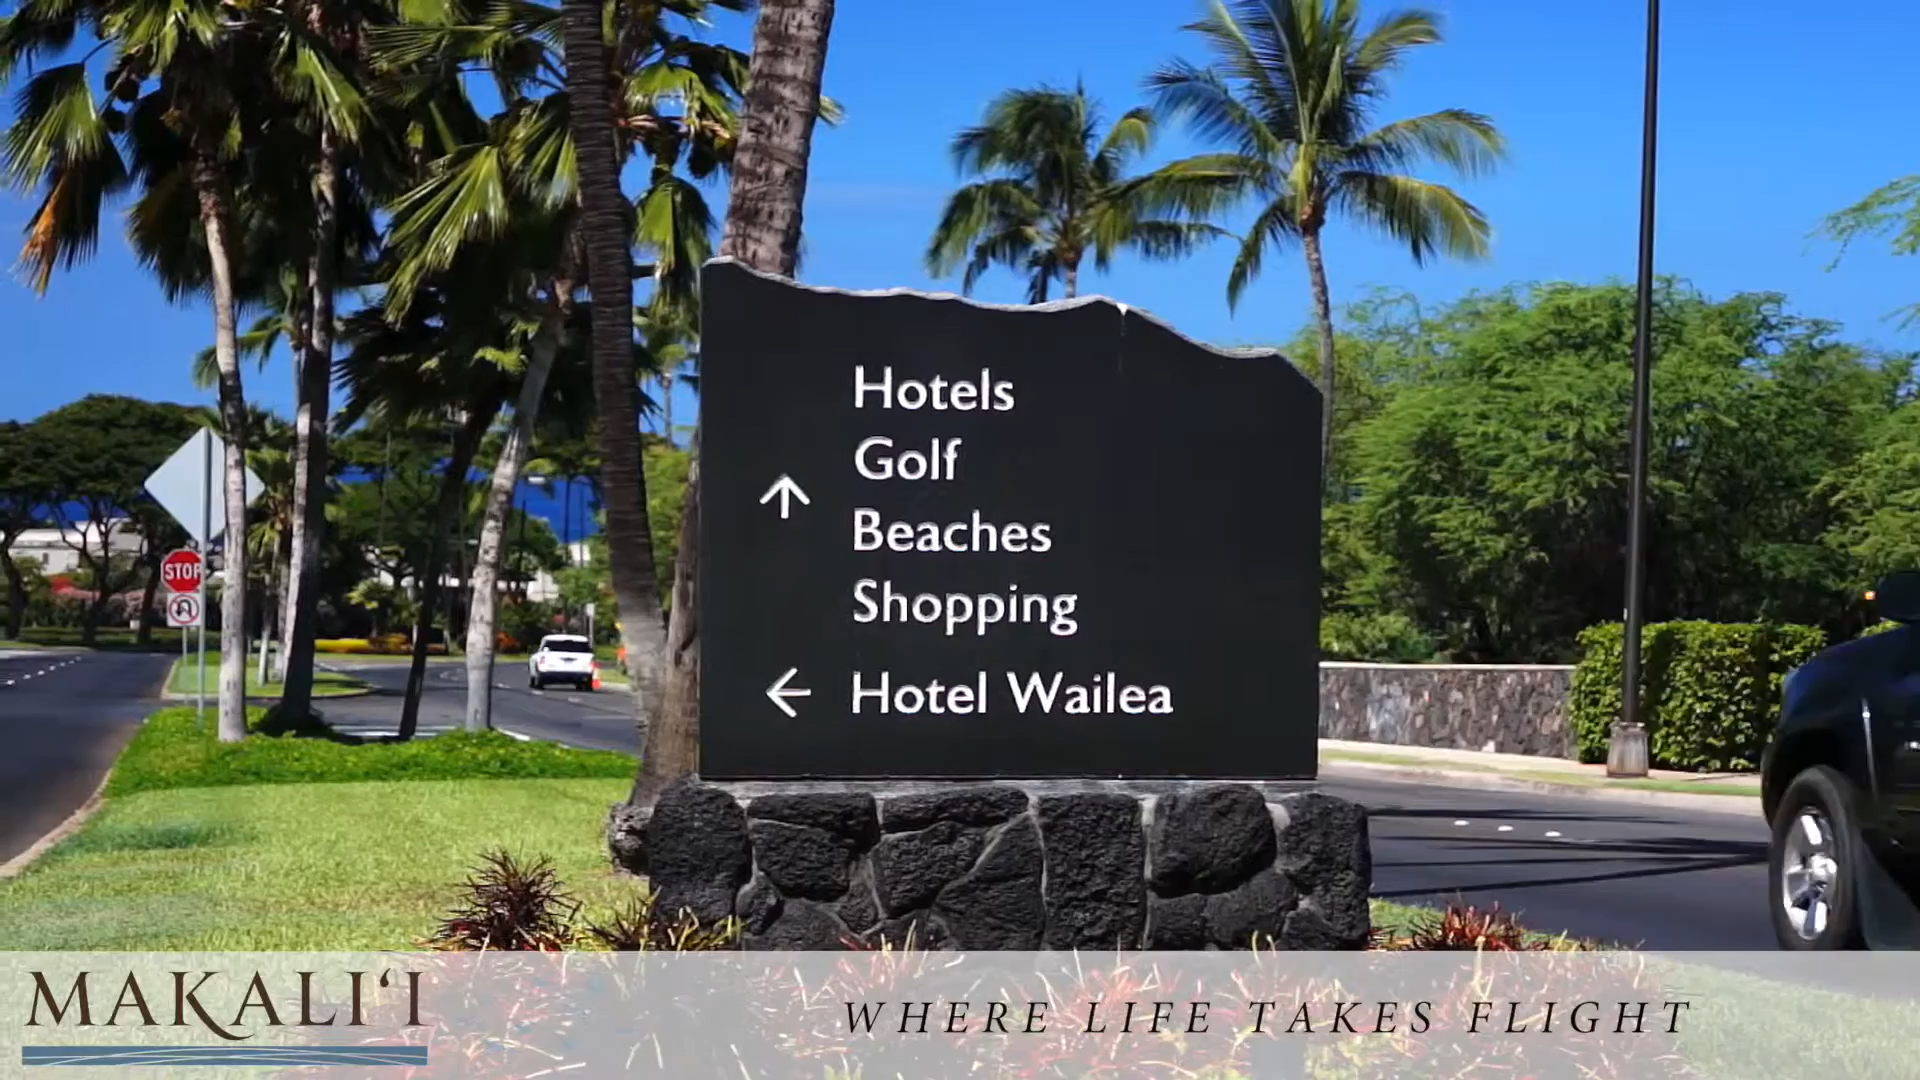 Hotels
Golf
↑
Beaches
Shopping
← Hotel Wailea
STOP
MAKALI‘I
WHERE LIFE TAKES FLIGHT